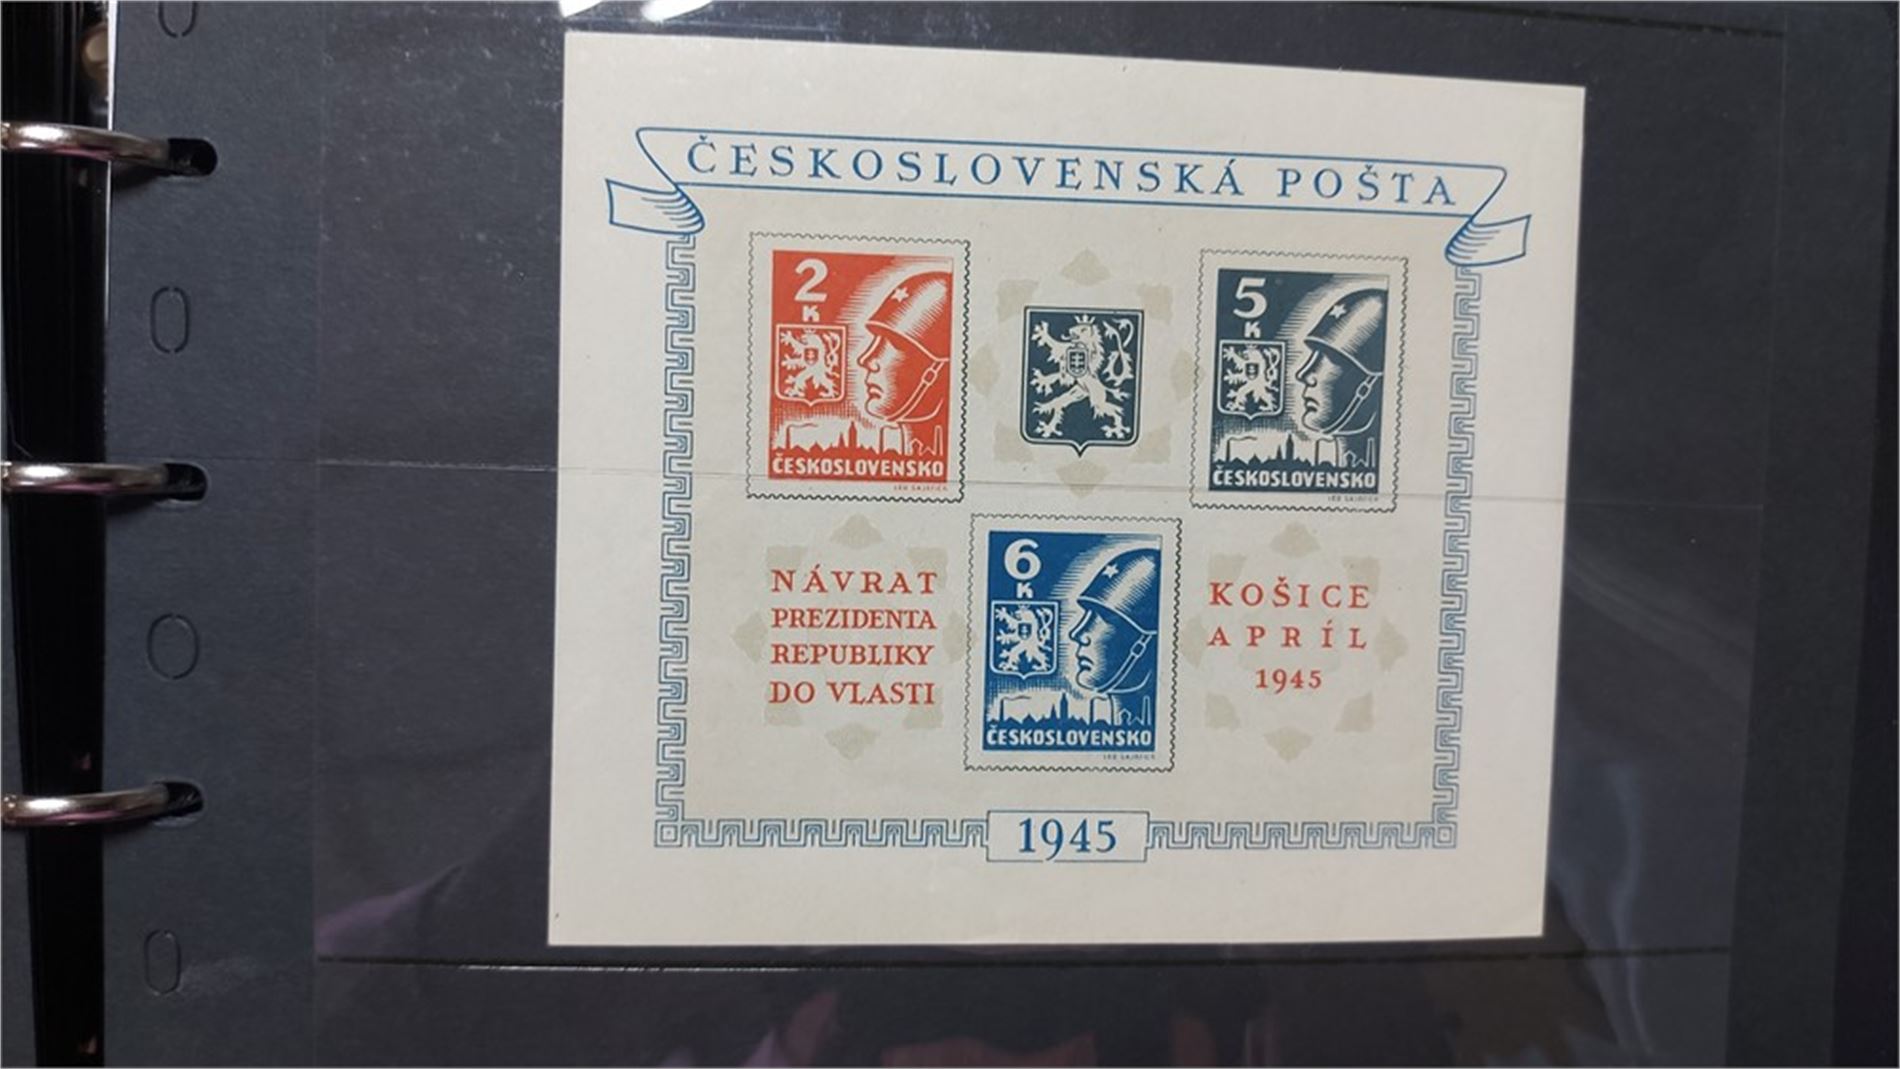 ČESKOSLOVENSKÁ POŠTA
2
K
ČESKOSLOVENSKO
5
K
ČESKOSLOVENSKO
NÁVRAT
PREZIDENTA
REPUBLIKY
DO VLASTI
6
K
ČESKOSLOVENSKO
KOŠICE
APRÍL
1945
1945